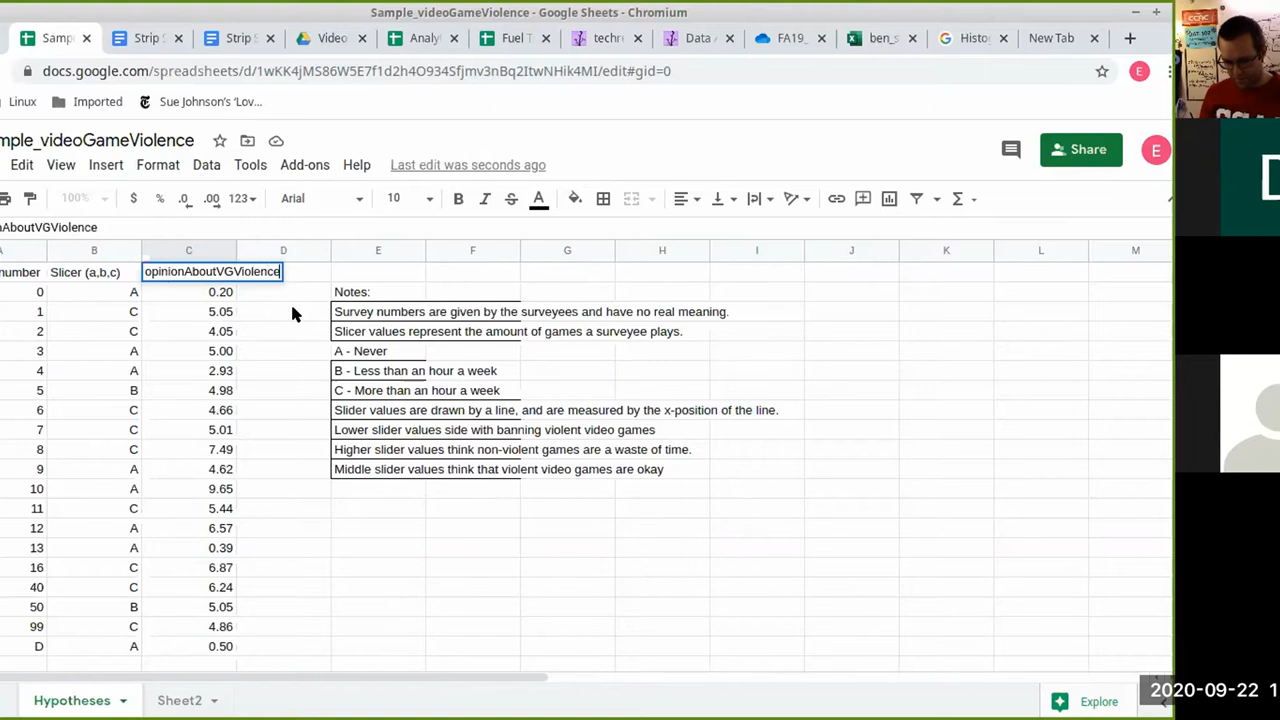 Sample_videoGameViolence - Google Sheets - Chromium
Samp
Strip S
Strip S
Video
Analy
Fuel T
techre
Data A
FA19_
ben_s
Histo
New Tab
docs.google.com/spreadsheets/d/1wKK4jMS86W5E7f1d2h4O934Sfjmv3nBq2ItwNHik4MI/edit#gid=0
E
Linux Imported Sue Johnson's 'Lov...
mple_videoGameViolence
Edit View Insert Format Data Tools Add-ons Help Last edit was seconds ago
Share
E
100% $ % .0 .00 123 Arial 10 B I S A Σ
nAboutVGViolence
A B C D E F G H I J K L M
number Slicer (a,b,c) opinionAboutVGViolence
0 A 0.20 Notes:
1 C 5.05 Survey numbers are given by the surveyees and have no real meaning.
2 C 4.05 Slicer values represent the amount of games a surveyee plays.
3 A 5.00 A - Never
4 A 2.93 B - Less than an hour a week
5 B 4.98 C - More than an hour a week
6 C 4.66 Slider values are drawn by a line, and are measured by the x-position of the line.
7 C 5.01 Lower slider values side with banning violent video games
8 C 7.49 Higher slider values think non-violent games are a waste of time.
9 A 4.62 Middle slider values think that violent video games are okay
10 A 9.65
11 C 5.44
12 A 6.57
13 A 0.39
16 C 6.87
40 C 6.24
50 B 5.05
99 C 4.86
D A 0.50
Hypotheses Sheet2
Explore
D
2020-09-22 1